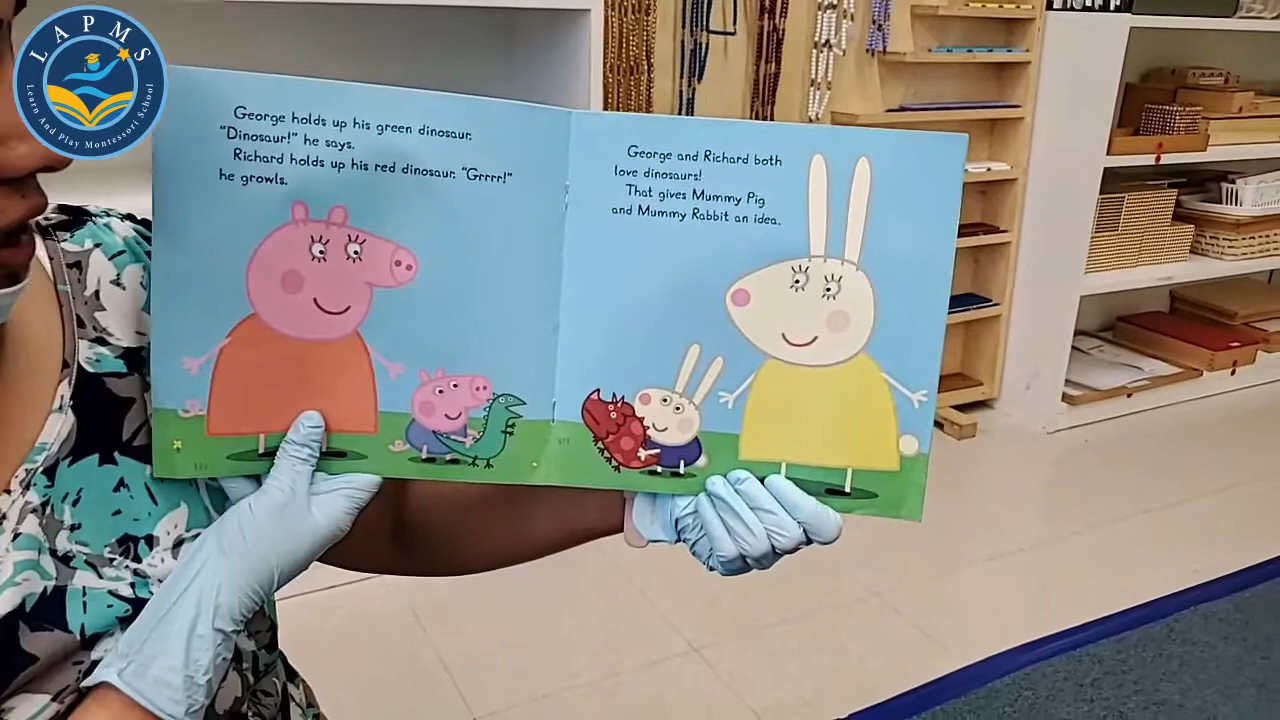 LAPMS
Learn And Play Montessori School
George holds up his green dinosaur.
"Dinosaur!" he says.
Richard holds up his red dinosaur. "Grrrr!"
he growls.
George and Richard both
love dinosaurs!
That gives Mummy Pig
and Mummy Rabbit an idea.